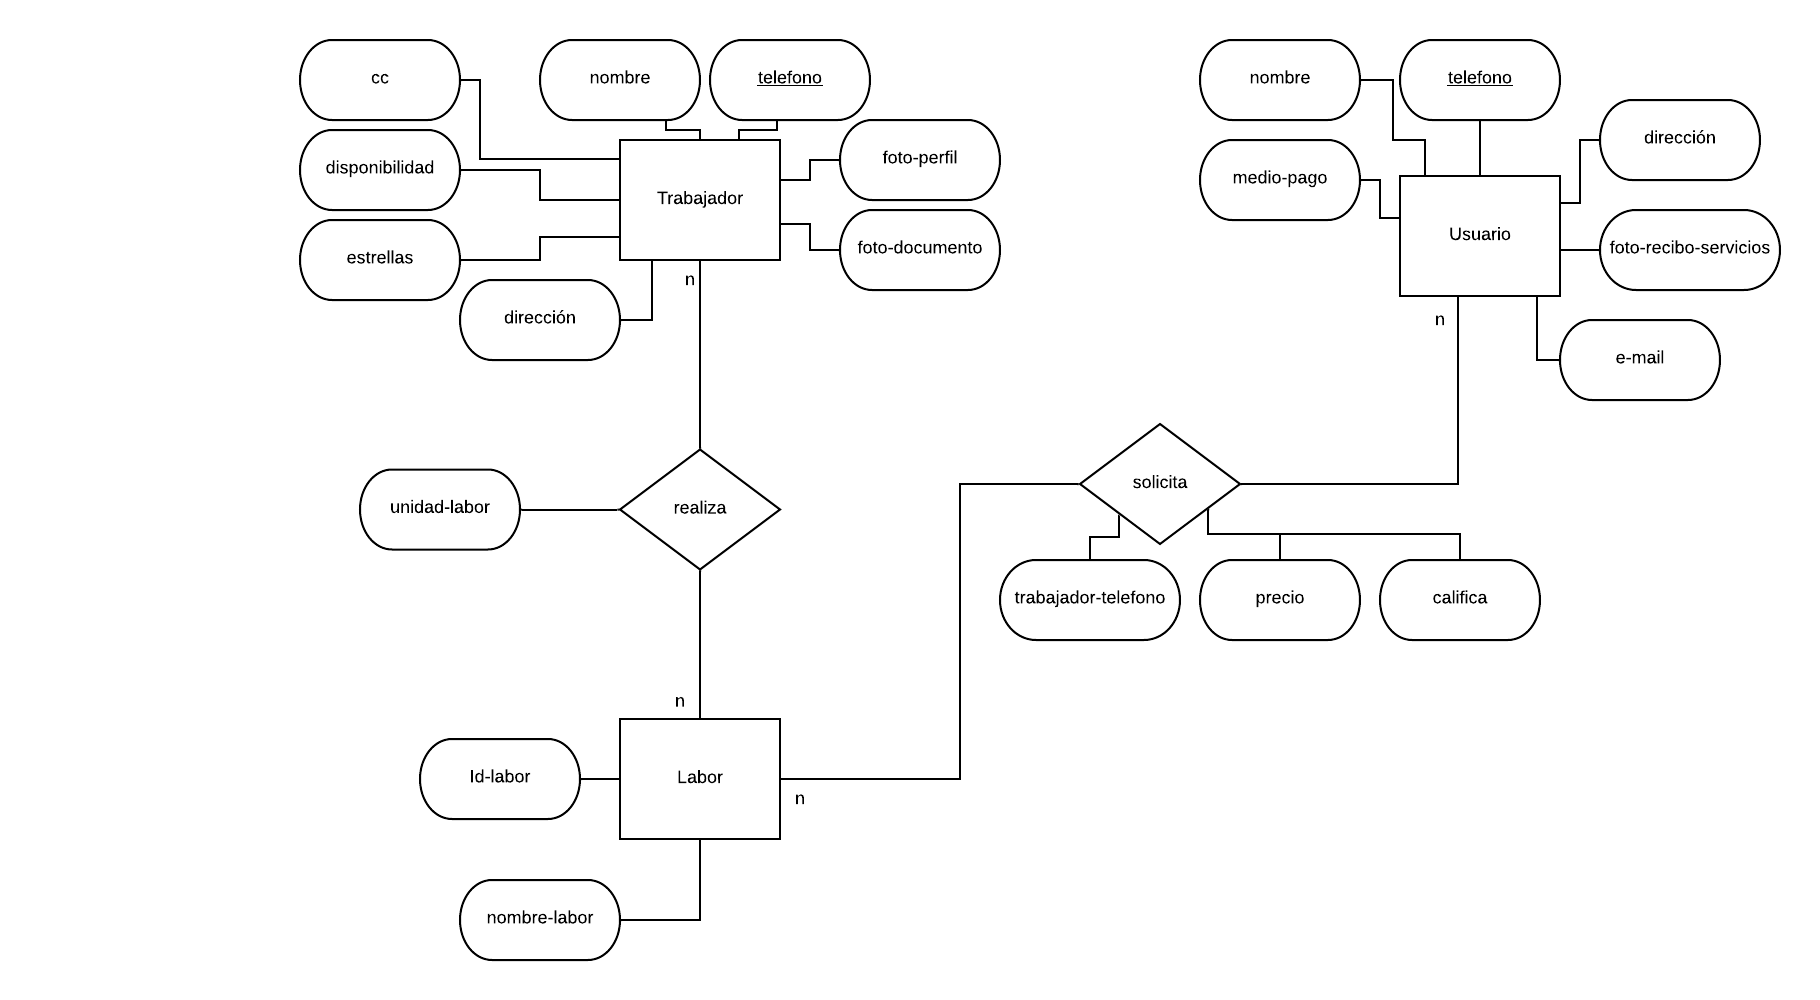 cc
nombre
telefono
nombre
telefono
dirección
disponibilidad
foto-perfil
medio-pago
Trabajador
Usuario
estrellas
foto-documento
foto-recibo-servicios
n
dirección
n
e-mail
solicita
unidad-labor
realiza
trabajador-telefono
precio
califica
n
Id-labor
Labor
n
nombre-labor